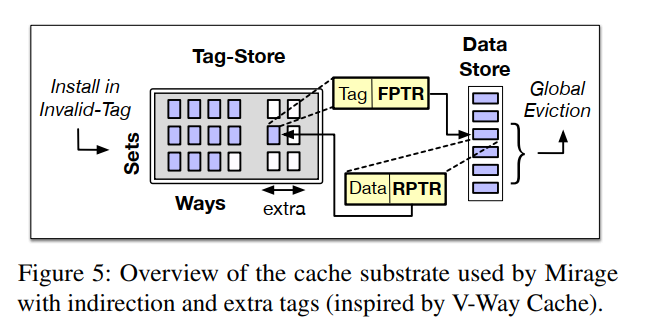 Tag-Store
Data
Store
Install in
Invalid-Tag
Tag FPTR
Global
Eviction
Sets
Data RPTR
Ways
extra
Figure 5: Overview of the cache substrate used by Mirage
with indirection and extra tags (inspired by V-Way Cache).